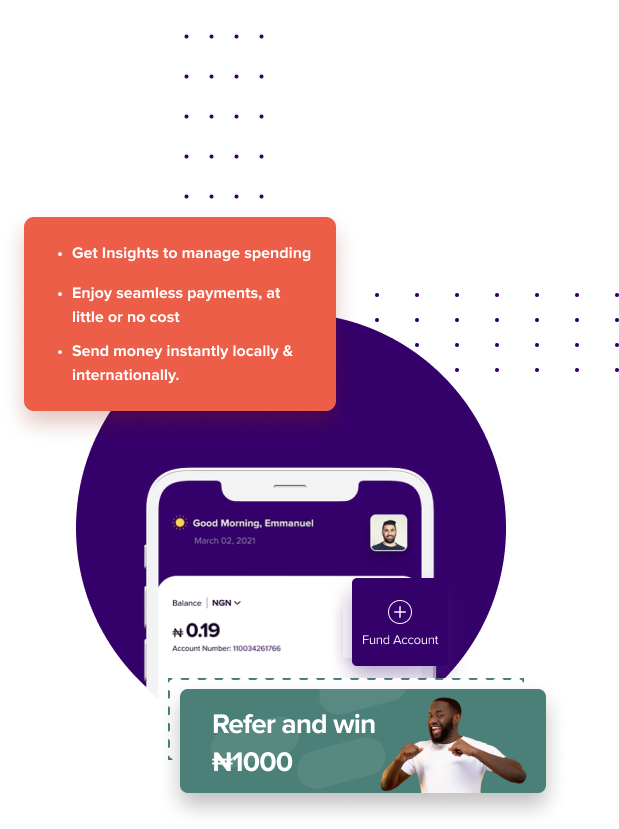 • Get Insights to manage spending
• Enjoy seamless payments, at
little or no cost
• Send money instantly locally &
internationally.
Good Morning, Emmanuel
March 02, 2021
Balance | NGN
₦ 0.19
Account Number: 110034261766
Fund Account
Refer and win
₦1000